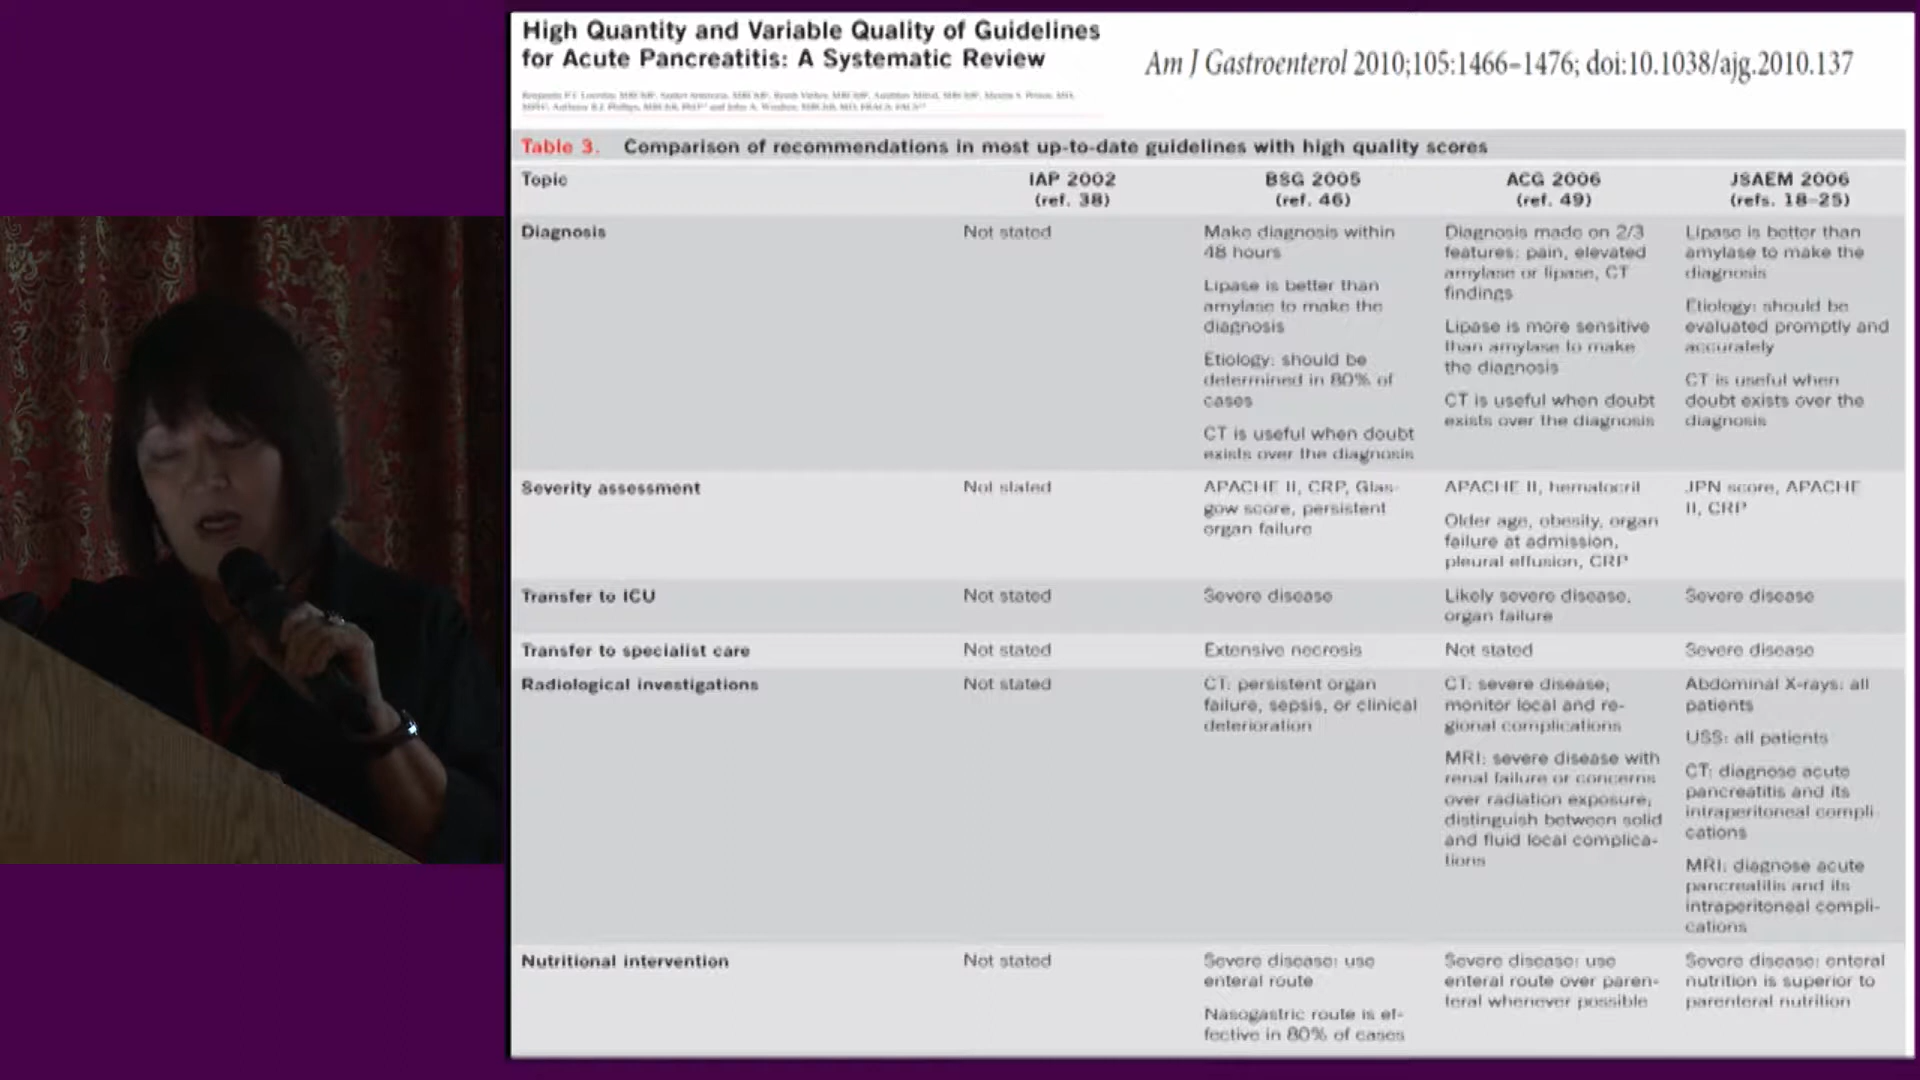 High Quantity and Variable Quality of Guidelines
for Acute Pancreatitis: A Systematic Review
Am J Gastroenterol 2010;105:1466–1476; doi:10.1038/ajg.2010.137
Table 3. Comparison of recommendations in most up-to-date guidelines with high quality scores
Topic
IAP 2002
(ref. 38)
BSG 2005
(ref. 46)
ACG 2006
(ref. 49)
JSAEM 2006
(refs. 18–25)
Diagnosis
Not stated
Make diagnosis within
48 hours
Lipase is better than
amylase to make the
diagnosis
Etiology: should be
determined in 80% of
cases
CT is useful when doubt
exists over the diagnosis
Diagnosis made on 2/3
features: pain, elevated
amylase or lipase, CT
findings
Lipase is more sensitive
than amylase to make
the diagnosis
CT is useful when doubt
exists over the diagnosis
Lipase is better than
amylase to make the
diagnosis
Etiology: should be
evaluated promptly and
accurately
CT is useful when
doubt exists over the
diagnosis
Severity assessment
Not stated
APACHE II, CRP, Glas-
gow score, persistent
organ failure
APACHE II, hematocrit
Older age, obesity, organ
failure at admission,
pleural effusion, CRP
JPN score, APACHE
II, CRP
Transfer to ICU
Not stated
Severe disease
Likely severe disease,
organ failure
Severe disease
Transfer to specialist care
Not stated
Extensive necrosis
Not stated
Severe disease
Radiological investigations
Not stated
CT: persistent organ
failure, sepsis, or clinical
deterioration
CT: severe disease;
monitor local and re-
gional complications
MRI: severe disease with
renal failure or concerns
over radiation exposure,
distinguish between solid
and fluid local complica-
tions
Abdominal X-rays: all
patients
USS: all patients
CT: diagnose acute
pancreatitis and its
intraperitoneal compli-
cations
MRI: diagnose acute
pancreatitis and its
intraperitoneal compli-
cations
Nutritional intervention
Not stated
Severe disease: use
enteral route
Nasogastric route is ef-
fective in 80% of cases
Severe disease: use
enteral route over paren-
teral whenever possible
Severe disease: enteral
nutrition is superior to
parenteral nutrition